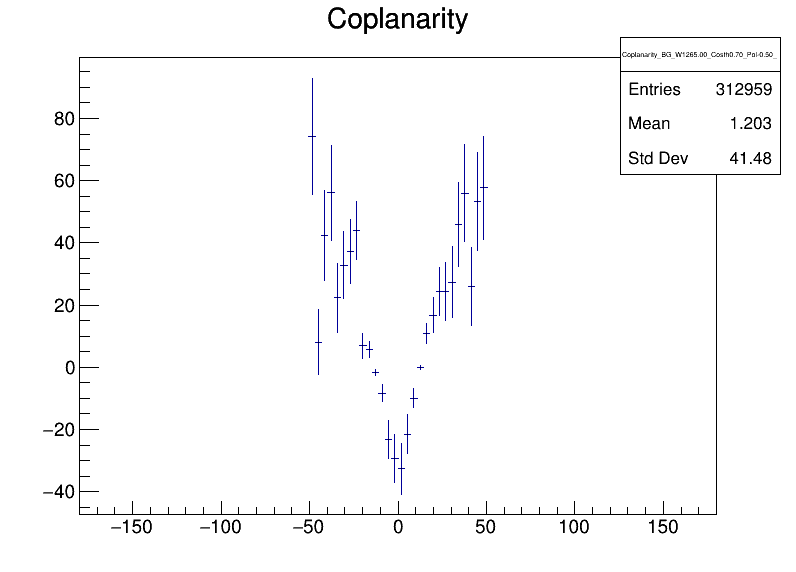 Coplanarity
Coplanarity_BG_W1265.00_Costh0.70_Pol-0.50_
Entries 312959
Mean 1.203
Std Dev 41.48
80
60
40
20
0
−20
−40
−150 −100 −50 0 50 100 150